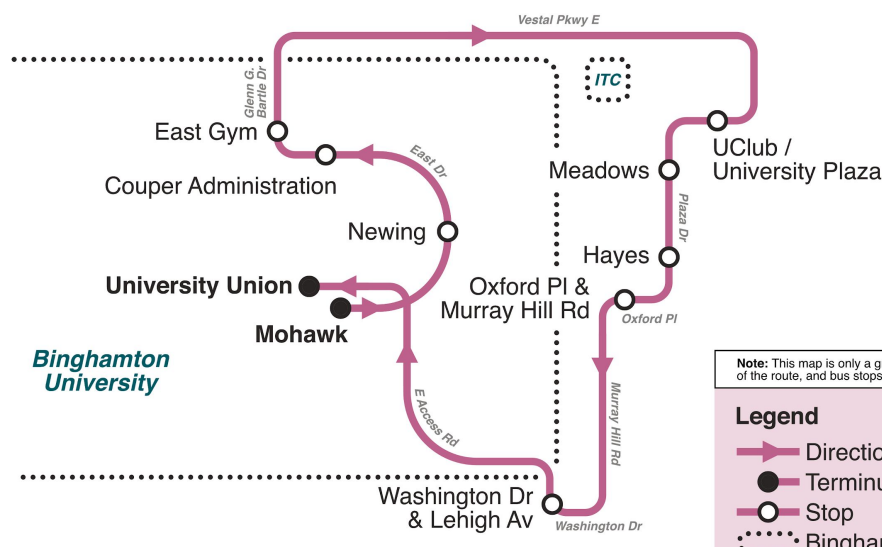 Vestal Pkwy E
Glenn G.
Bartle Dr
ITC
East Gym
UClub /
University Plaza
East Dr
Meadows
Couper Administration
Plaza Dr
Newing
Hayes
University Union
Oxford Pl &
Murray Hill Rd
Oxford Pl
Mohawk
Binghamton
University
E Access Rd
Murray Hill Rd
Washington Dr
& Lehigh Av
Washington Dr
Note: This map is only a g
of the route, and bus stops
Legend
Directio
Terminu
Stop
Bingham